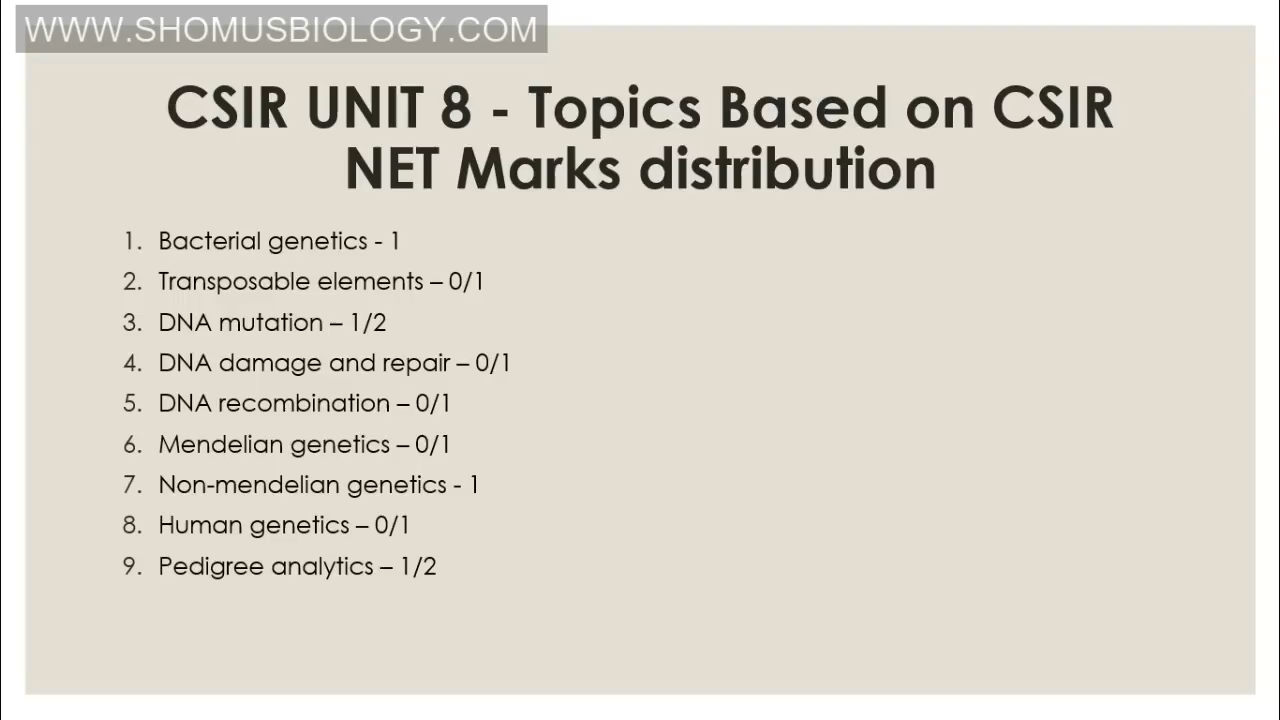 WWW.SHOMUSBIOLOGY.COM
CSIR UNIT 8 - Topics Based on CSIR
NET Marks distribution
1. Bacterial genetics - 1
2. Transposable elements – 0/1
3. DNA mutation – 1/2
4. DNA damage and repair – 0/1
5. DNA recombination – 0/1
6. Mendelian genetics – 0/1
7. Non-mendelian genetics - 1
8. Human genetics – 0/1
9. Pedigree analytics – 1/2